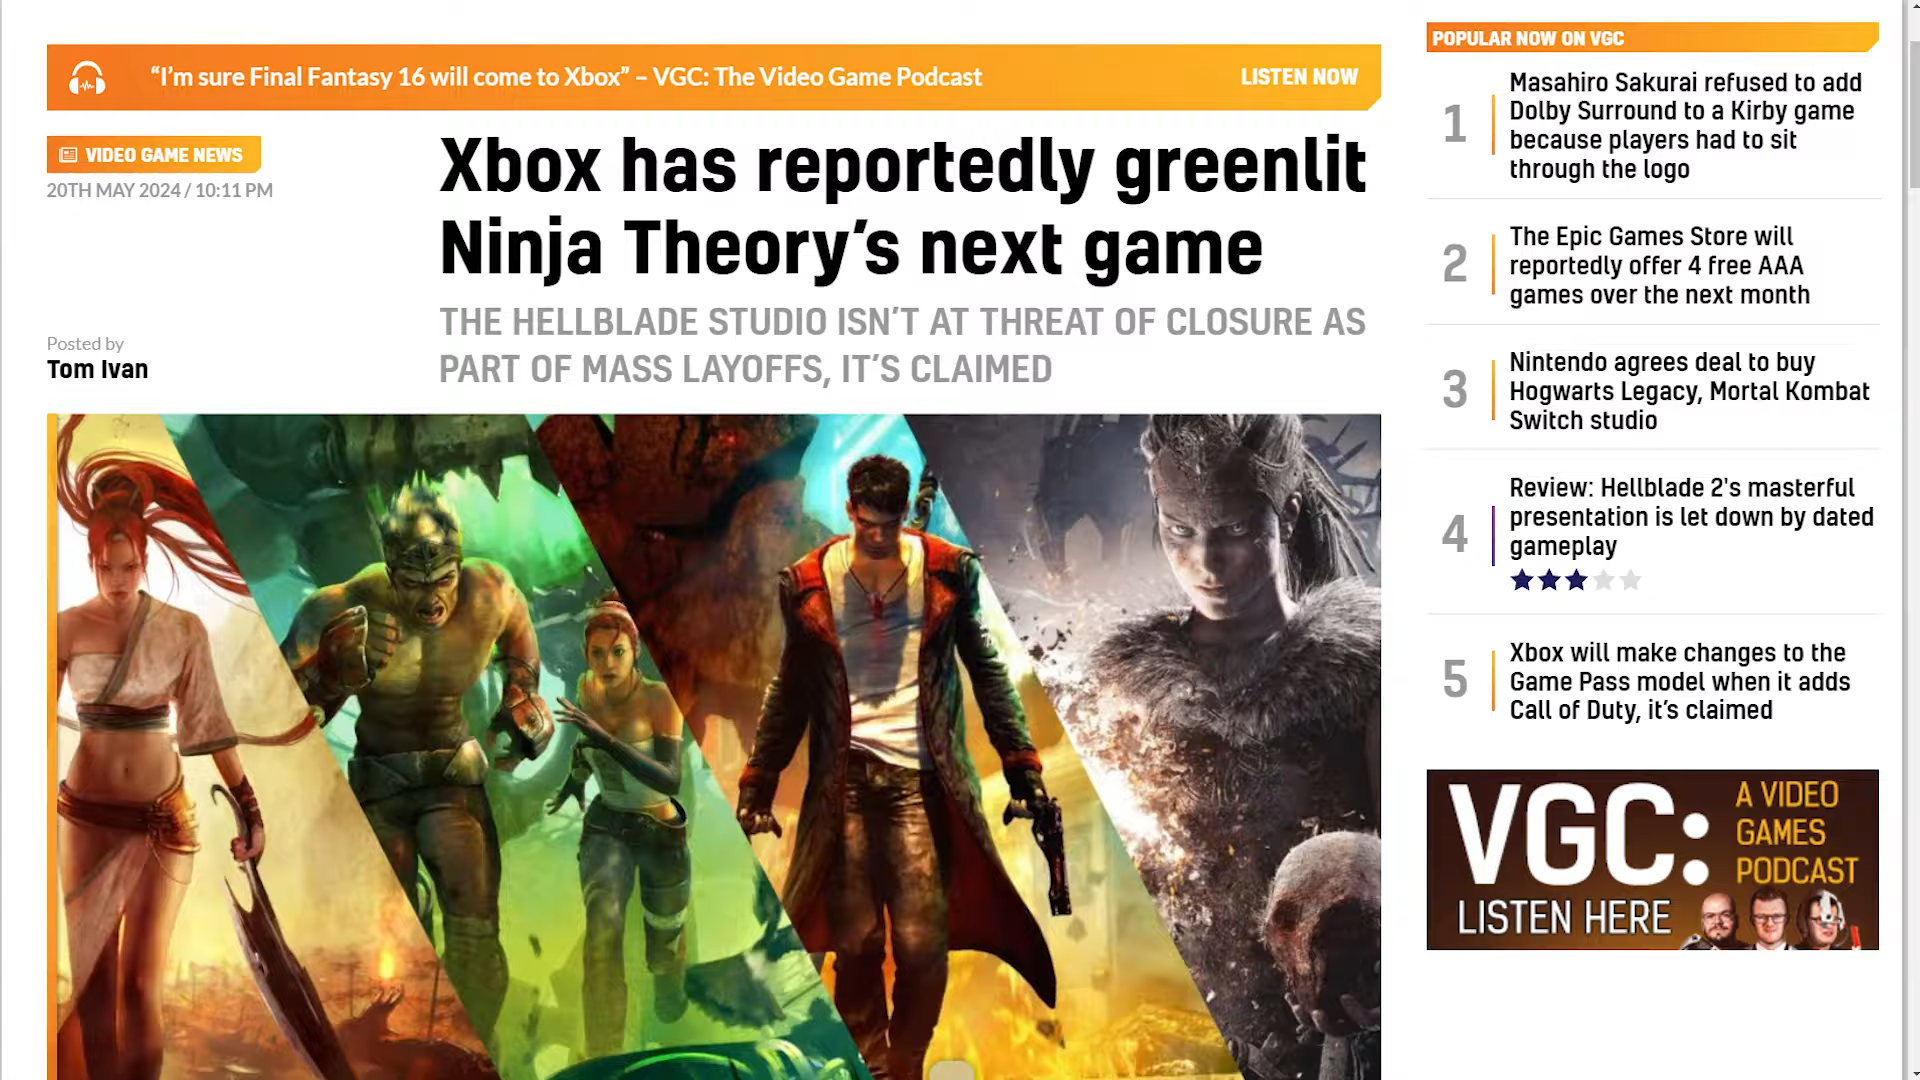 “I’m sure Final Fantasy 16 will come to Xbox” – VGC: The Video Game Podcast
LISTEN NOW
VIDEO GAME NEWS
20TH MAY 2024 / 10:11 PM
Xbox has reportedly greenlit
Ninja Theory’s next game
THE HELLBLADE STUDIO ISN’T AT THREAT OF CLOSURE AS
PART OF MASS LAYOFFS, IT’S CLAIMED
Posted by
Tom Ivan
POPULAR NOW ON VGC
1
Masahiro Sakurai refused to add
Dolby Surround to a Kirby game
because players had to sit
through the logo
2
The Epic Games Store will
reportedly offer 4 free AAA
games over the next month
3
Nintendo agrees deal to buy
Hogwarts Legacy, Mortal Kombat
Switch studio
4
Review: Hellblade 2's masterful
presentation is let down by dated
gameplay
5
Xbox will make changes to the
Game Pass model when it adds
Call of Duty, it’s claimed
VGC:
A VIDEO
GAMES
PODCAST
LISTEN HERE